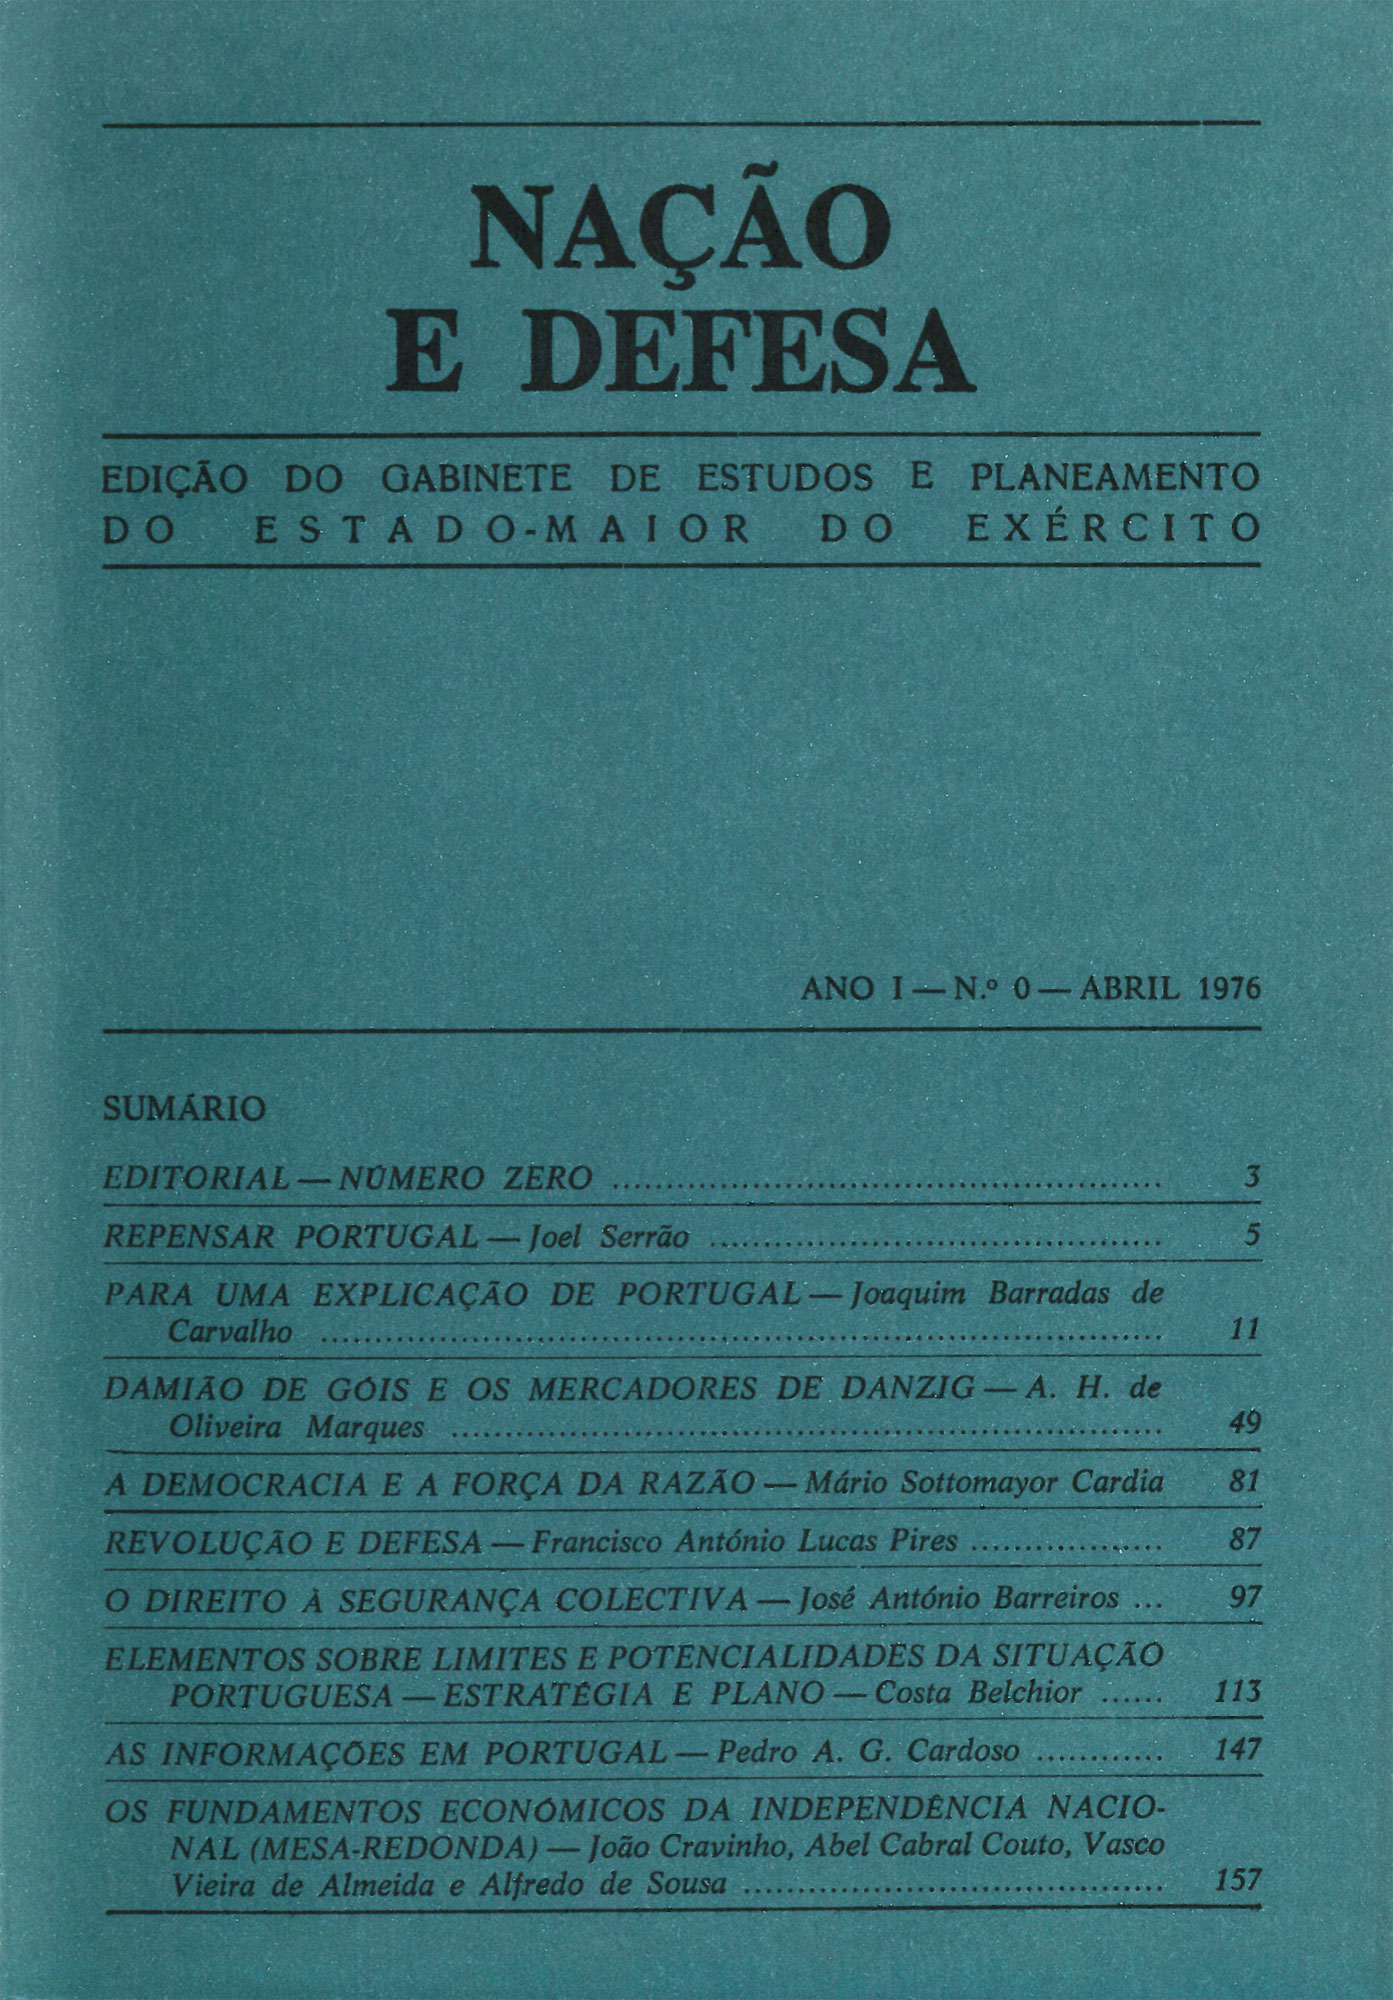 NAÇÃO
E DEFESA
EDIÇÃO DO GABINETE DE ESTUDOS E PLANEAMENTO
DO ESTADO-MAIOR DO EXÉRCITO
ANO I — N.º 0 — ABRIL 1976
SUMÁRIO
EDITORIAL — NÚMERO ZERO .................................................. 3
REPENSAR PORTUGAL — Joel Serrão .......................................... 5
PARA UMA EXPLICAÇÃO DE PORTUGAL — Joaquim Barradas de
Carvalho .............................................................................. 11
DAMIÃO DE GÓIS E OS MERCADORES DE DANZIG — A. H. de
Oliveira Marques .................................................................. 49
A DEMOCRACIA E A FORÇA DA RAZÃO — Mário Sottomayor Cardia 81
REVOLUÇÃO E DEFESA — Francisco António Lucas Pires .................. 87
O DIREITO À SEGURANÇA COLECTIVA — José António Barreiros ... 97
ELEMENTOS SOBRE LIMITES E POTENCIALIDADES DA SITUAÇÃO
PORTUGUESA — ESTRATÉGIA E PLANO — Costa Belchior ...... 113
AS INFORMAÇÕES EM PORTUGAL — Pedro A. G. Cardoso ............ 147
OS FUNDAMENTOS ECONÓMICOS DA INDEPENDÊNCIA NACIO-
NAL (MESA-REDONDA) — João Cravinho, Abel Cabral Couto, Vasco
Vieira de Almeida e Alfredo de Sousa ....................................... 157